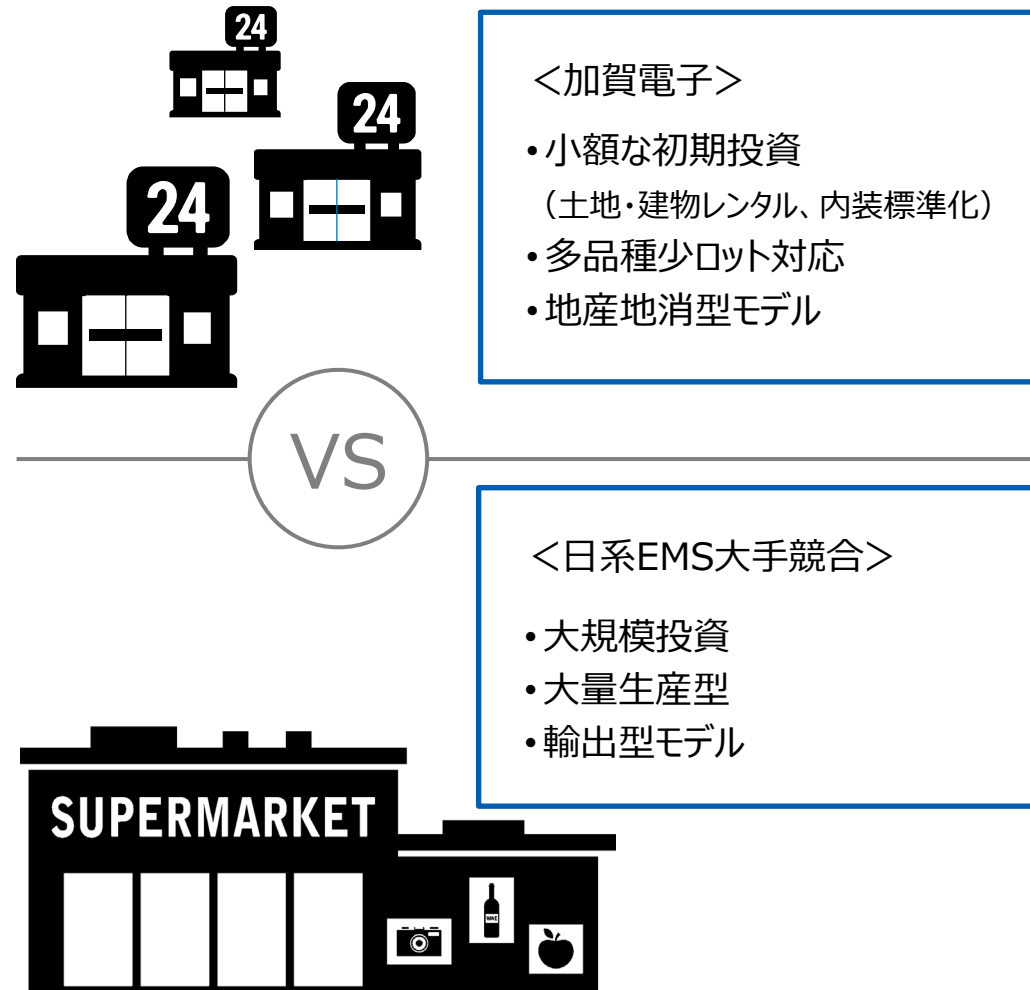 24
24
24
＜加賀電子＞
•小額な初期投資
（土地・建物レンタル、内装標準化）
•多品種少ロット対応
•地産地消型モデル
VS
＜日系EMS大手競合＞
•大規模投資
•大量生産型
•輸出型モデル
SUPERMARKET
WINE